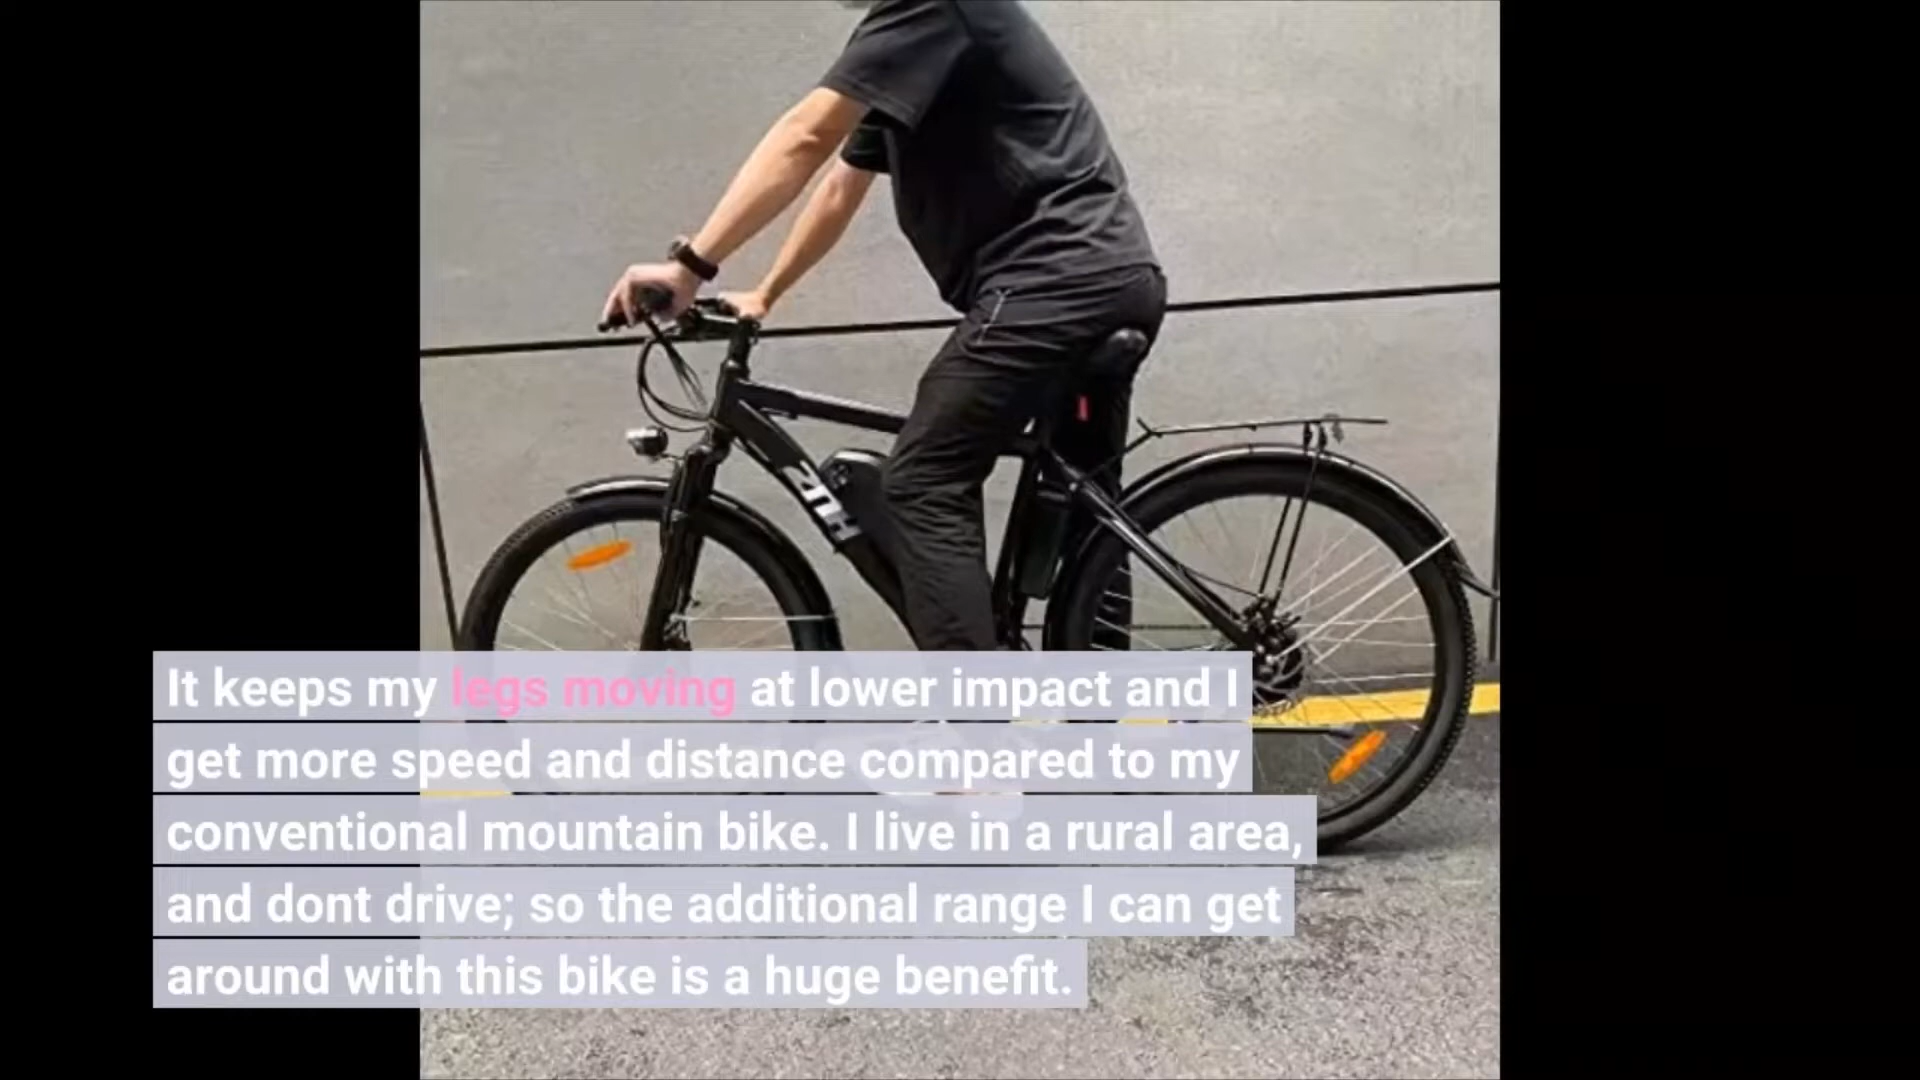 It keeps my legs moving at lower impact and I
get more speed and distance compared to my
conventional mountain bike. I live in a rural area,
and dont drive; so the additional range I can get
around with this bike is a huge benefit.